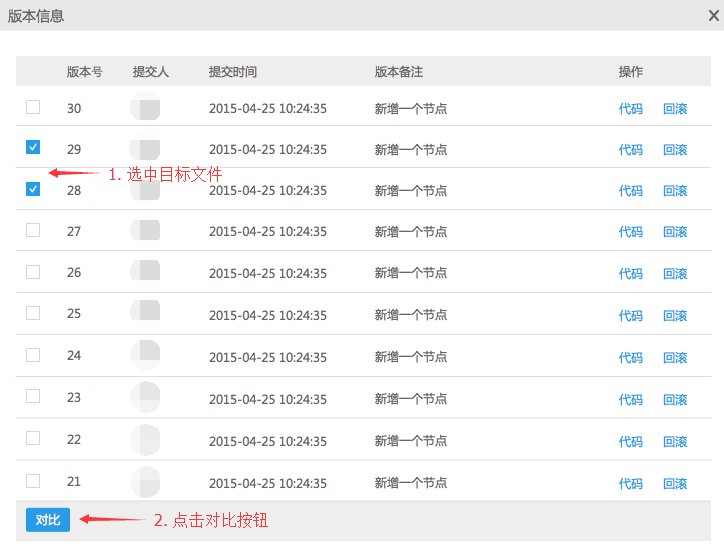 版本信息
版本号 提交人 提交时间 版本备注 操作
30 2015-04-25 10:24:35 新增一个节点 代码 回滚
29 2015-04-25 10:24:35 新增一个节点 代码 回滚
1. 选中目标文件
28 2015-04-25 10:24:35 新增一个节点 代码 回滚
27 2015-04-25 10:24:35 新增一个节点 代码 回滚
26 2015-04-25 10:24:35 新增一个节点 代码 回滚
25 2015-04-25 10:24:35 新增一个节点 代码 回滚
24 2015-04-25 10:24:35 新增一个节点 代码 回滚
23 2015-04-25 10:24:35 新增一个节点 代码 回滚
22 2015-04-25 10:24:35 新增一个节点 代码 回滚
21 2015-04-25 10:24:35 新增一个节点 代码 回滚
对比 2. 点击对比按钮